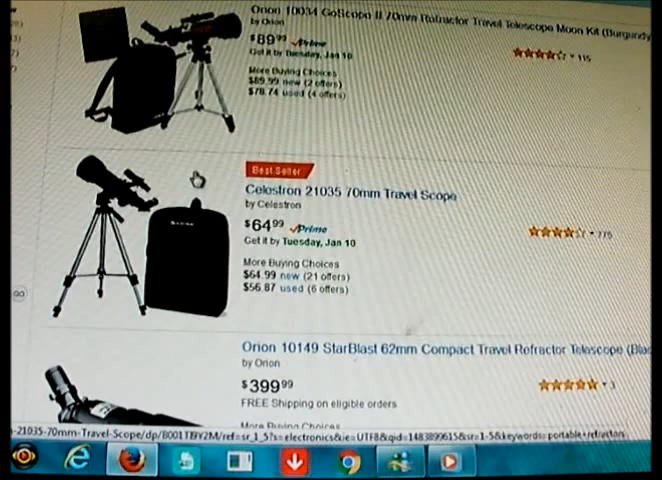 Orion 10034 GoScope II 70mm Refractor Travel Telescope Moon Kit (Burgundy
by Orion
$89 99 Prime
Get it by Tuesday, Jan 10
115
More Buying Choices
$89.99 new (2 offers)
$78.74 used (4 offers)
Best Seller
Celestron 21035 70mm Travel Scope
by Celestron
$64 99 Prime
Get it by Tuesday, Jan 10
775
More Buying Choices
$64.99 new (21 offers)
$56.87 used (6 offers)
GO
Orion 10149 StarBlast 62mm Compact Travel Refractor Telescope (Blac
by Orion
$399 99
3
FREE Shipping on eligible orders
More Buying Choices